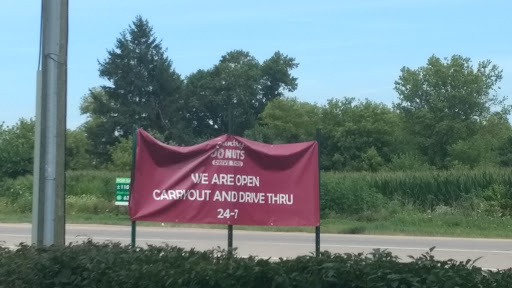 DONUTS
WE ARE OPEN
CARRYOUT AND DRIVE THRU
24-7